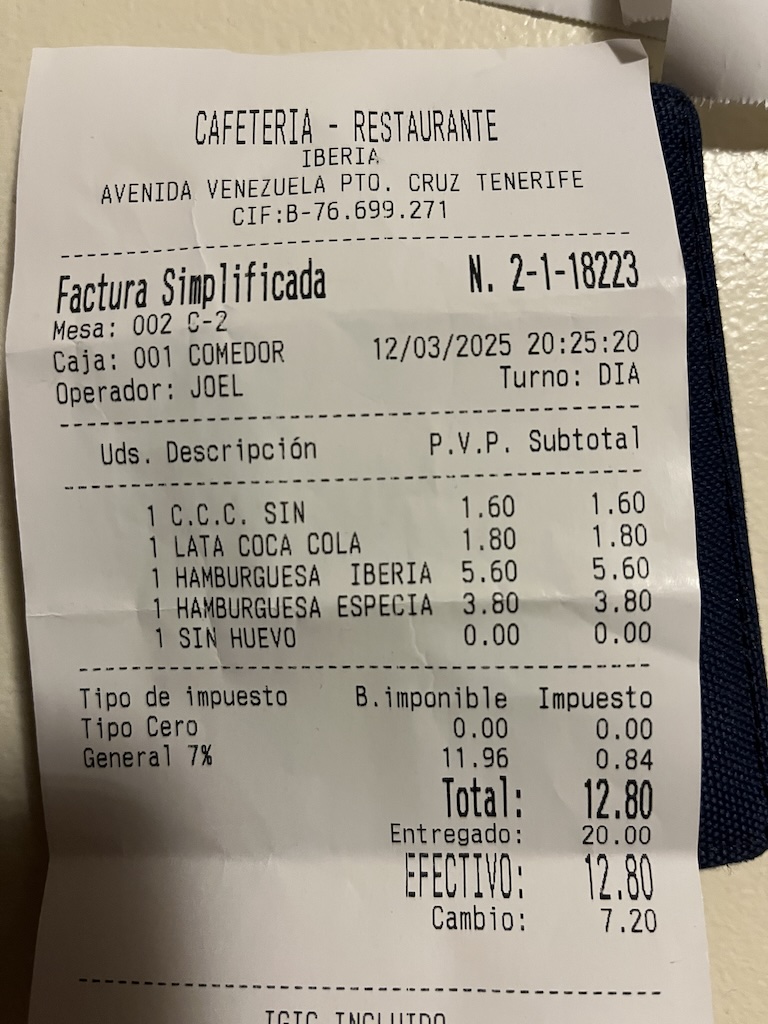 CAFETERIA - RESTAURANTE
IBERIA
AVENIDA VENEZUELA PTO. CRUZ TENERIFE
CIF:B-76.699.271
Factura Simplificada N. 2-1-18223
Mesa: 002 C-2
Caja: 001 COMEDOR 12/03/2025 20:25:20
Operador: JOEL Turno: DIA
Uds. Descripción P.V.P. Subtotal
1 C.C.C. SIN 1.60 1.60
1 LATA COCA COLA 1.80 1.80
1 HAMBURGUESA IBERIA 5.60 5.60
1 HAMBURGUESA ESPECIA 3.80 3.80
1 SIN HUEVO 0.00 0.00
Tipo de impuesto B.imponible Impuesto
Tipo Cero 0.00 0.00
General 7% 11.96 0.84
Total: 12.80
Entregado: 20.00
EFECTIVO: 12.80
Cambio: 7.20
IGIC INCLUIDO